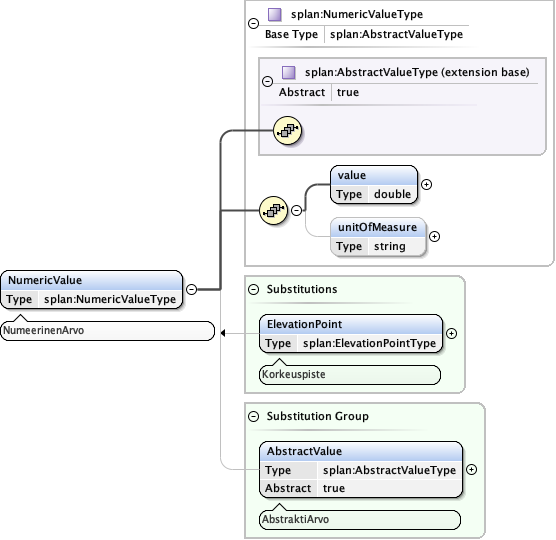 splan:NumericValueType
Base Type splan:AbstractValueType
splan:AbstractValueType (extension base)
Abstract true
value
Type double
unitOfMeasure
Type string
NumericValue
Type splan:NumericValueType
NumeerinenArvo
Substitutions
ElevationPoint
Type splan:ElevationPointType
Korkeuspiste
Substitution Group
AbstractValue
Type splan:AbstractValueType
Abstract true
AbstraktiArvo